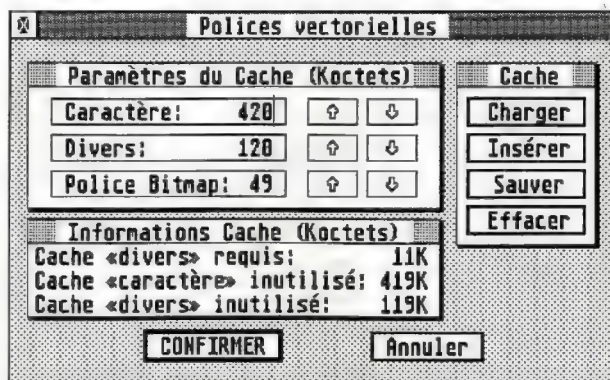 Polices vectorielles
Paramètres du Cache (Koctets)
Caractère: 420
Divers: 120
Police Bitmap: 49
Cache
Charger
Insérer
Sauver
Effacer
Informations Cache (Koctets)
Cache «divers» requis: 11K
Cache «caractère» inutilisé: 419K
Cache «divers» inutilisé: 119K
CONFIRMER
Annuler